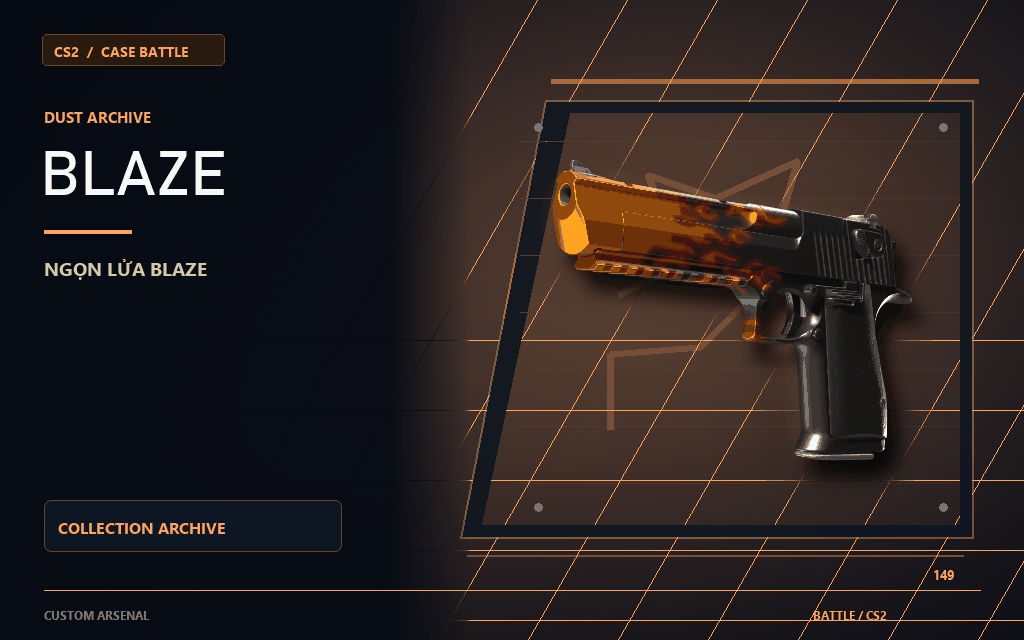 CS2 / CASE BATTLE
DUST ARCHIVE
BLAZE
NGỌN LỬA BLAZE
COLLECTION ARCHIVE
149
CUSTOM ARSENAL
BATTLE / CS2